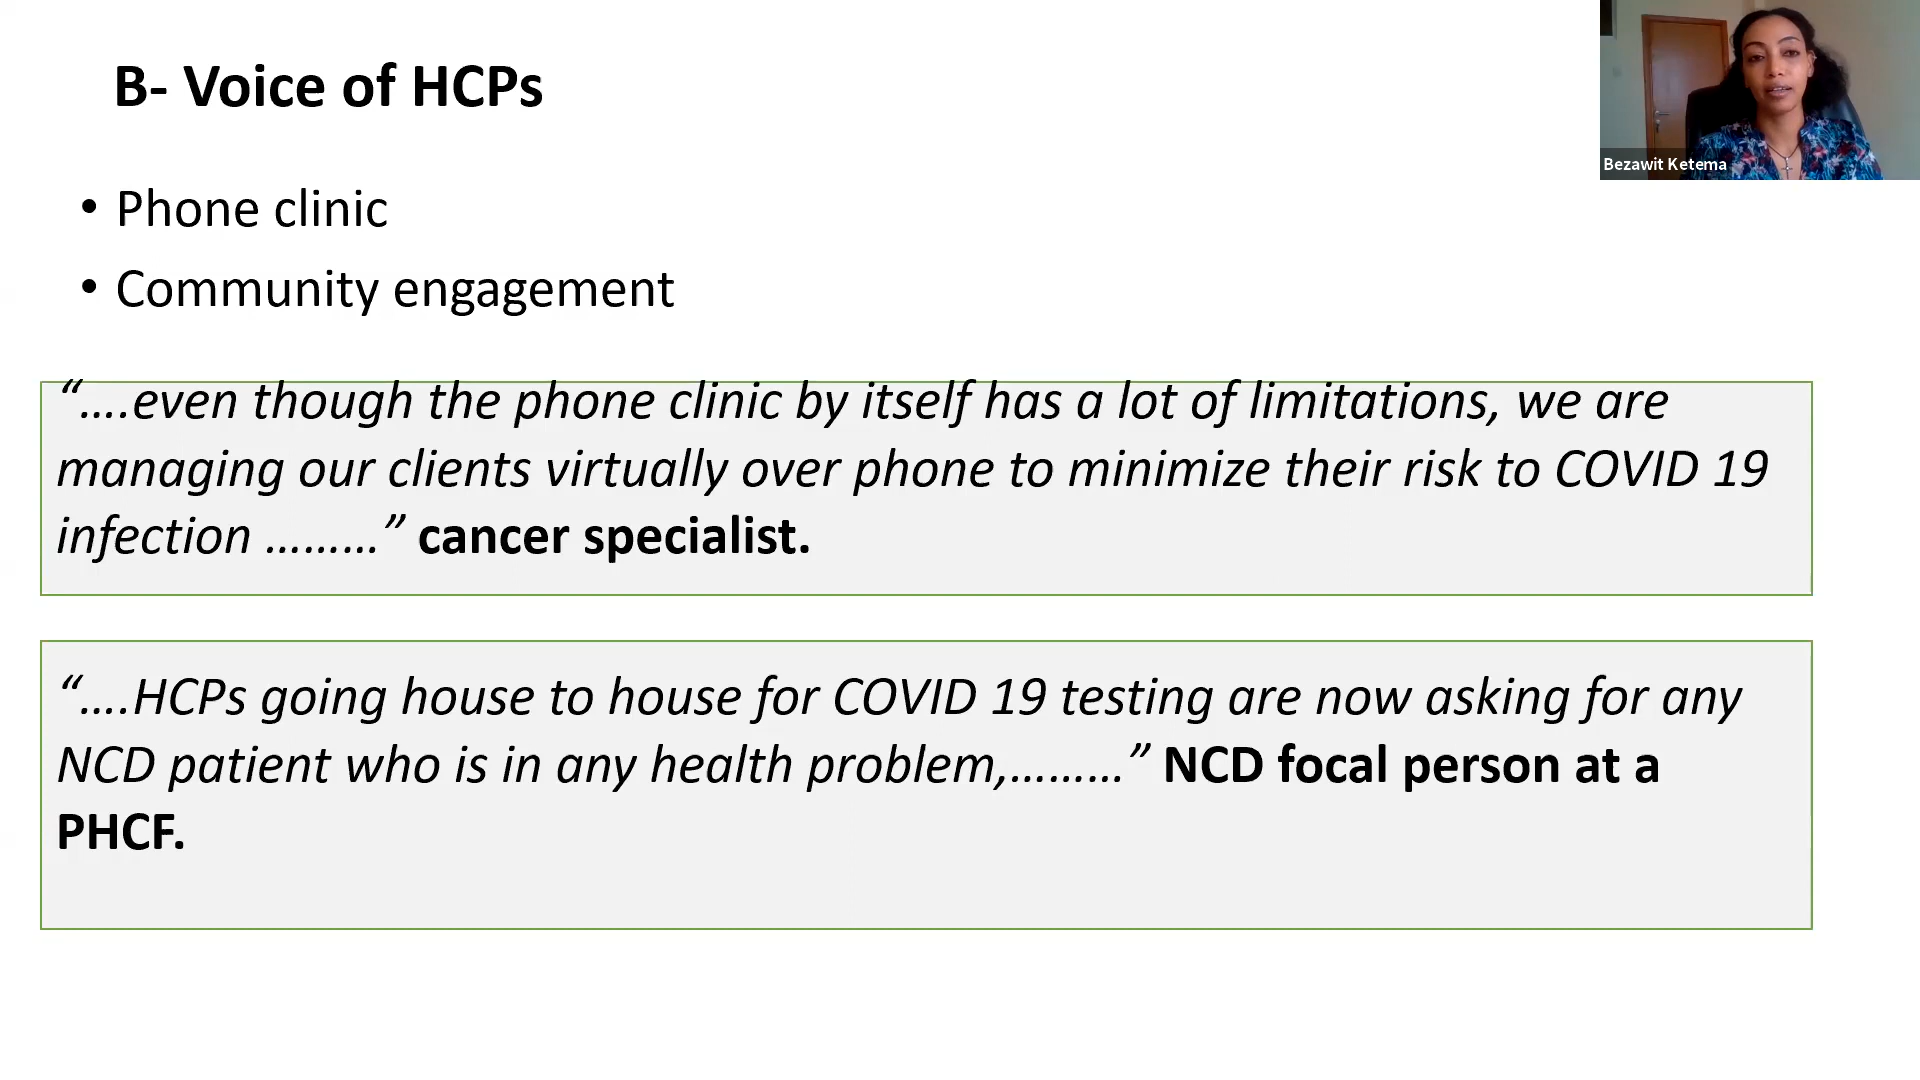 B- Voice of HCPs
Bezawit Ketema
• Phone clinic
• Community engagement
“….even though the phone clinic by itself has a lot of limitations, we are
managing our clients virtually over phone to minimize their risk to COVID 19
infection ………” cancer specialist.
“….HCPs going house to house for COVID 19 testing are now asking for any
NCD patient who is in any health problem,………” NCD focal person at a
PHCF.